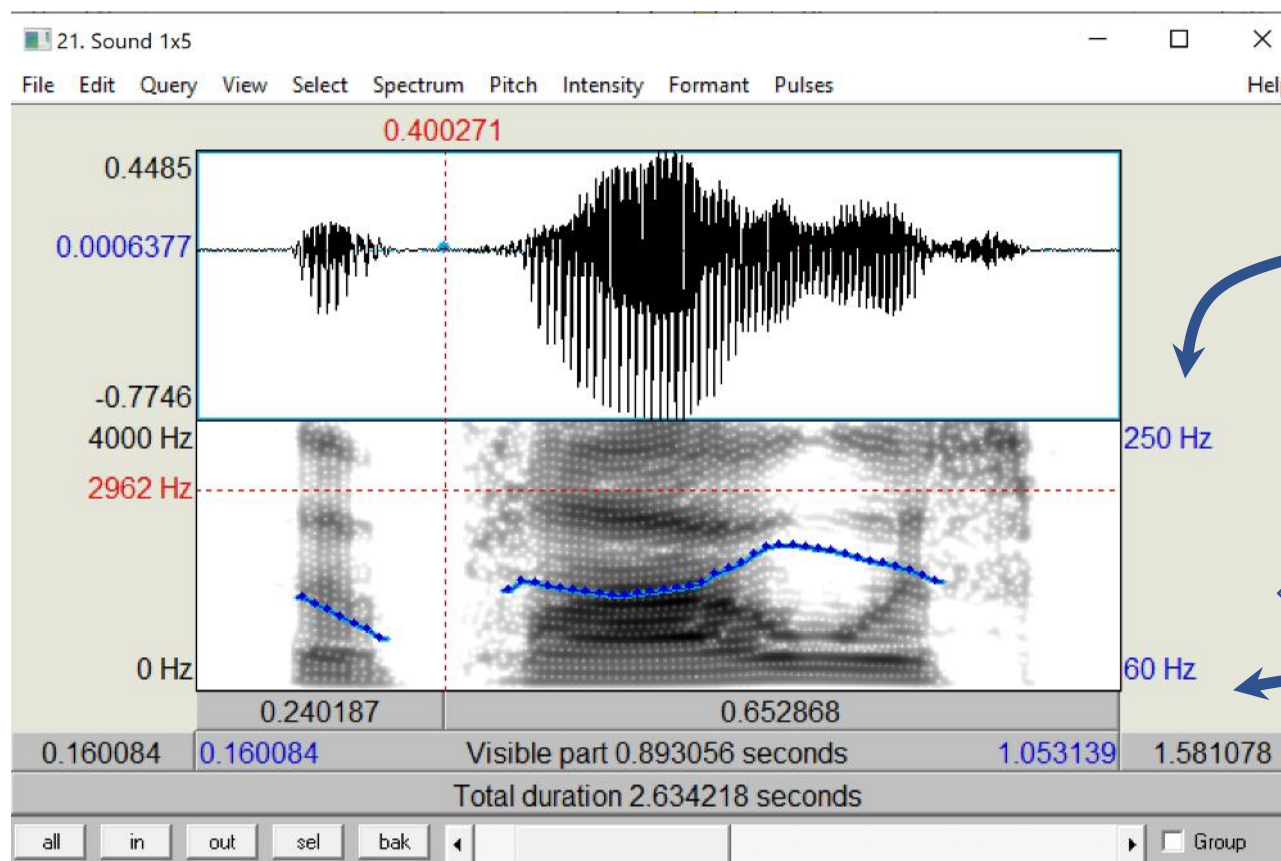 21. Sound 1x5
File Edit Query View Select Spectrum Pitch Intensity Formant Pulses Help
0.400271
0.4485
0.0006377
-0.7746
4000 Hz
250 Hz
2962 Hz
0 Hz
60 Hz
0.240187 0.652868
0.160084 0.160084 Visible part 0.893056 seconds 1.053139 1.581078
Total duration 2.634218 seconds
all in out sel bak Group